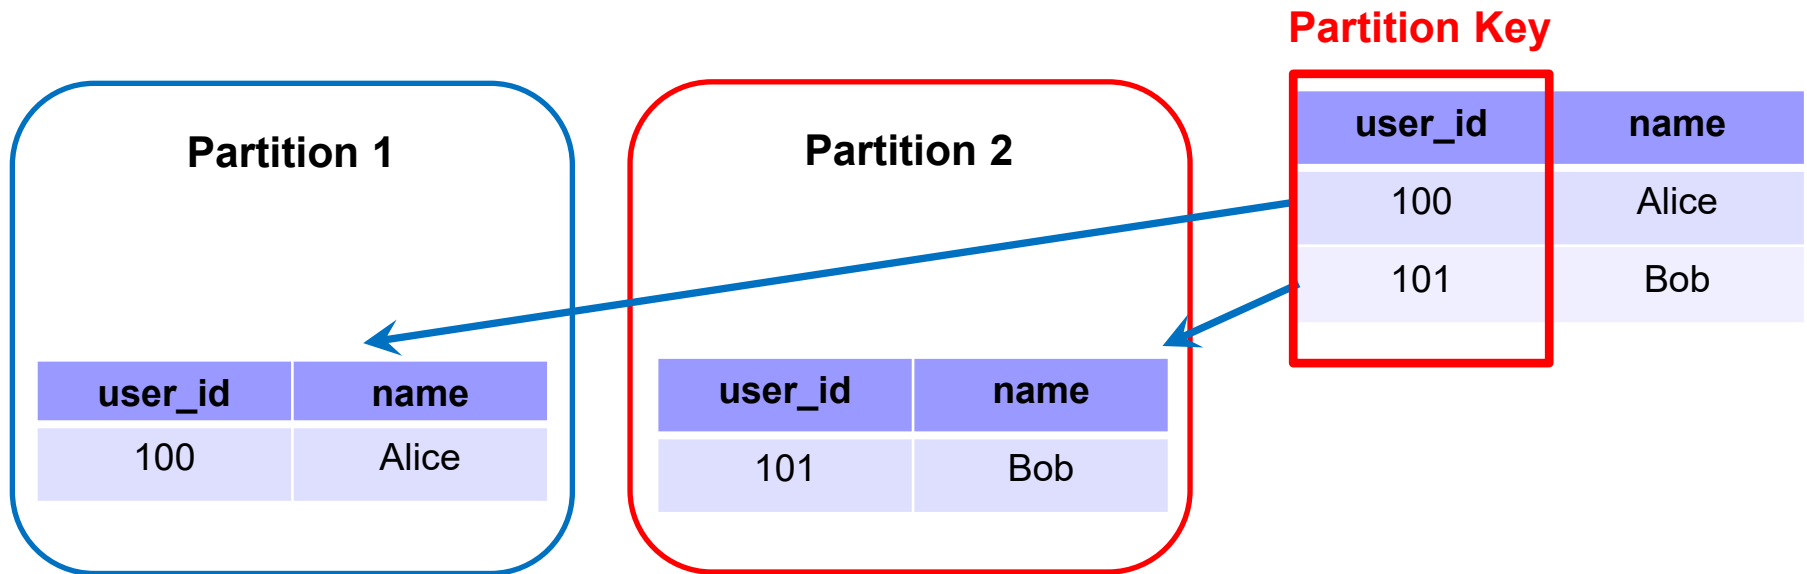 Partition Key
Partition 1
user_id name
100 Alice
Partition 2
user_id name
101 Bob
user_id name
100 Alice
101 Bob